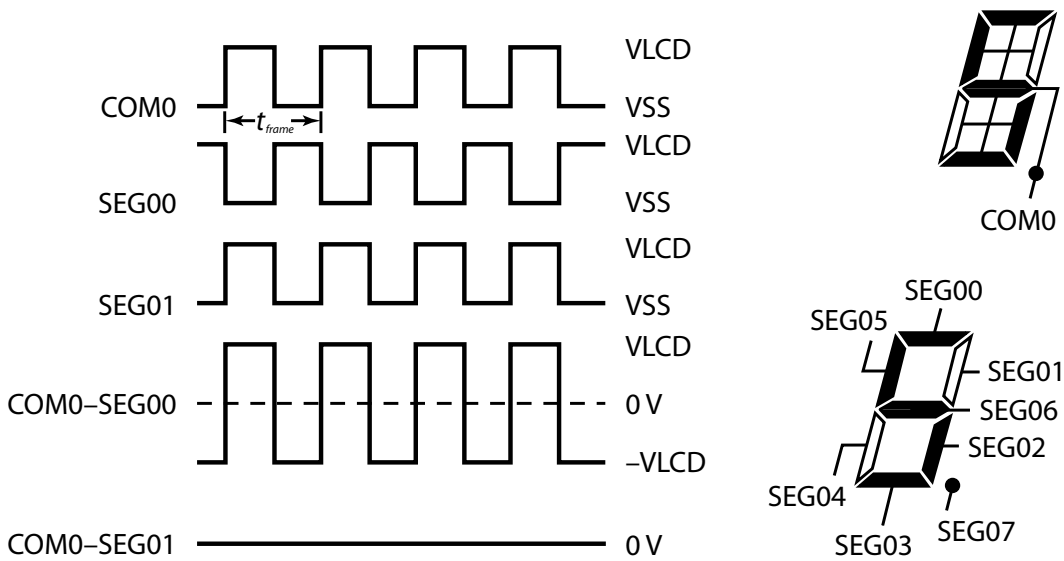 VLCD
COM0
VSS
t frame
VLCD
SEG00
VSS
VLCD
SEG01
VSS
VLCD
COM0–SEG00
0 V
–VLCD
COM0–SEG01
0 V
COM0
SEG00
SEG05
SEG01
SEG06
SEG02
SEG04
SEG07
SEG03